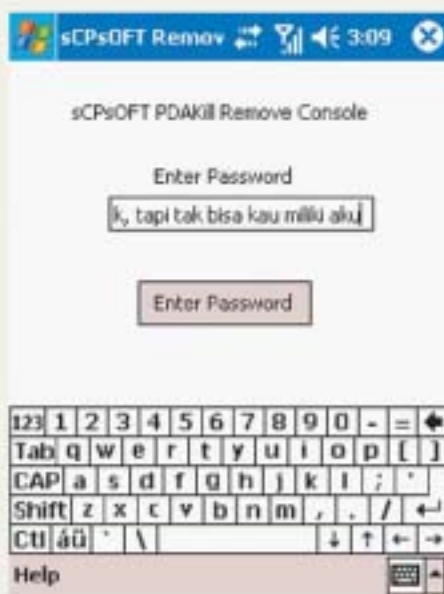 sCPsOFT Remov 3:09
sCPsOFT PDAKill Remove Console
Enter Password
k, tapi tak bisa kau miliki aku
Enter Password
123 1 2 3 4 5 6 7 8 9 0 - =
Tab q w e r t y u i o p [ ]
CAP a s d f g h j k l ; '
Shift z x c v b n m , . /
Ctl áü ` \
Help